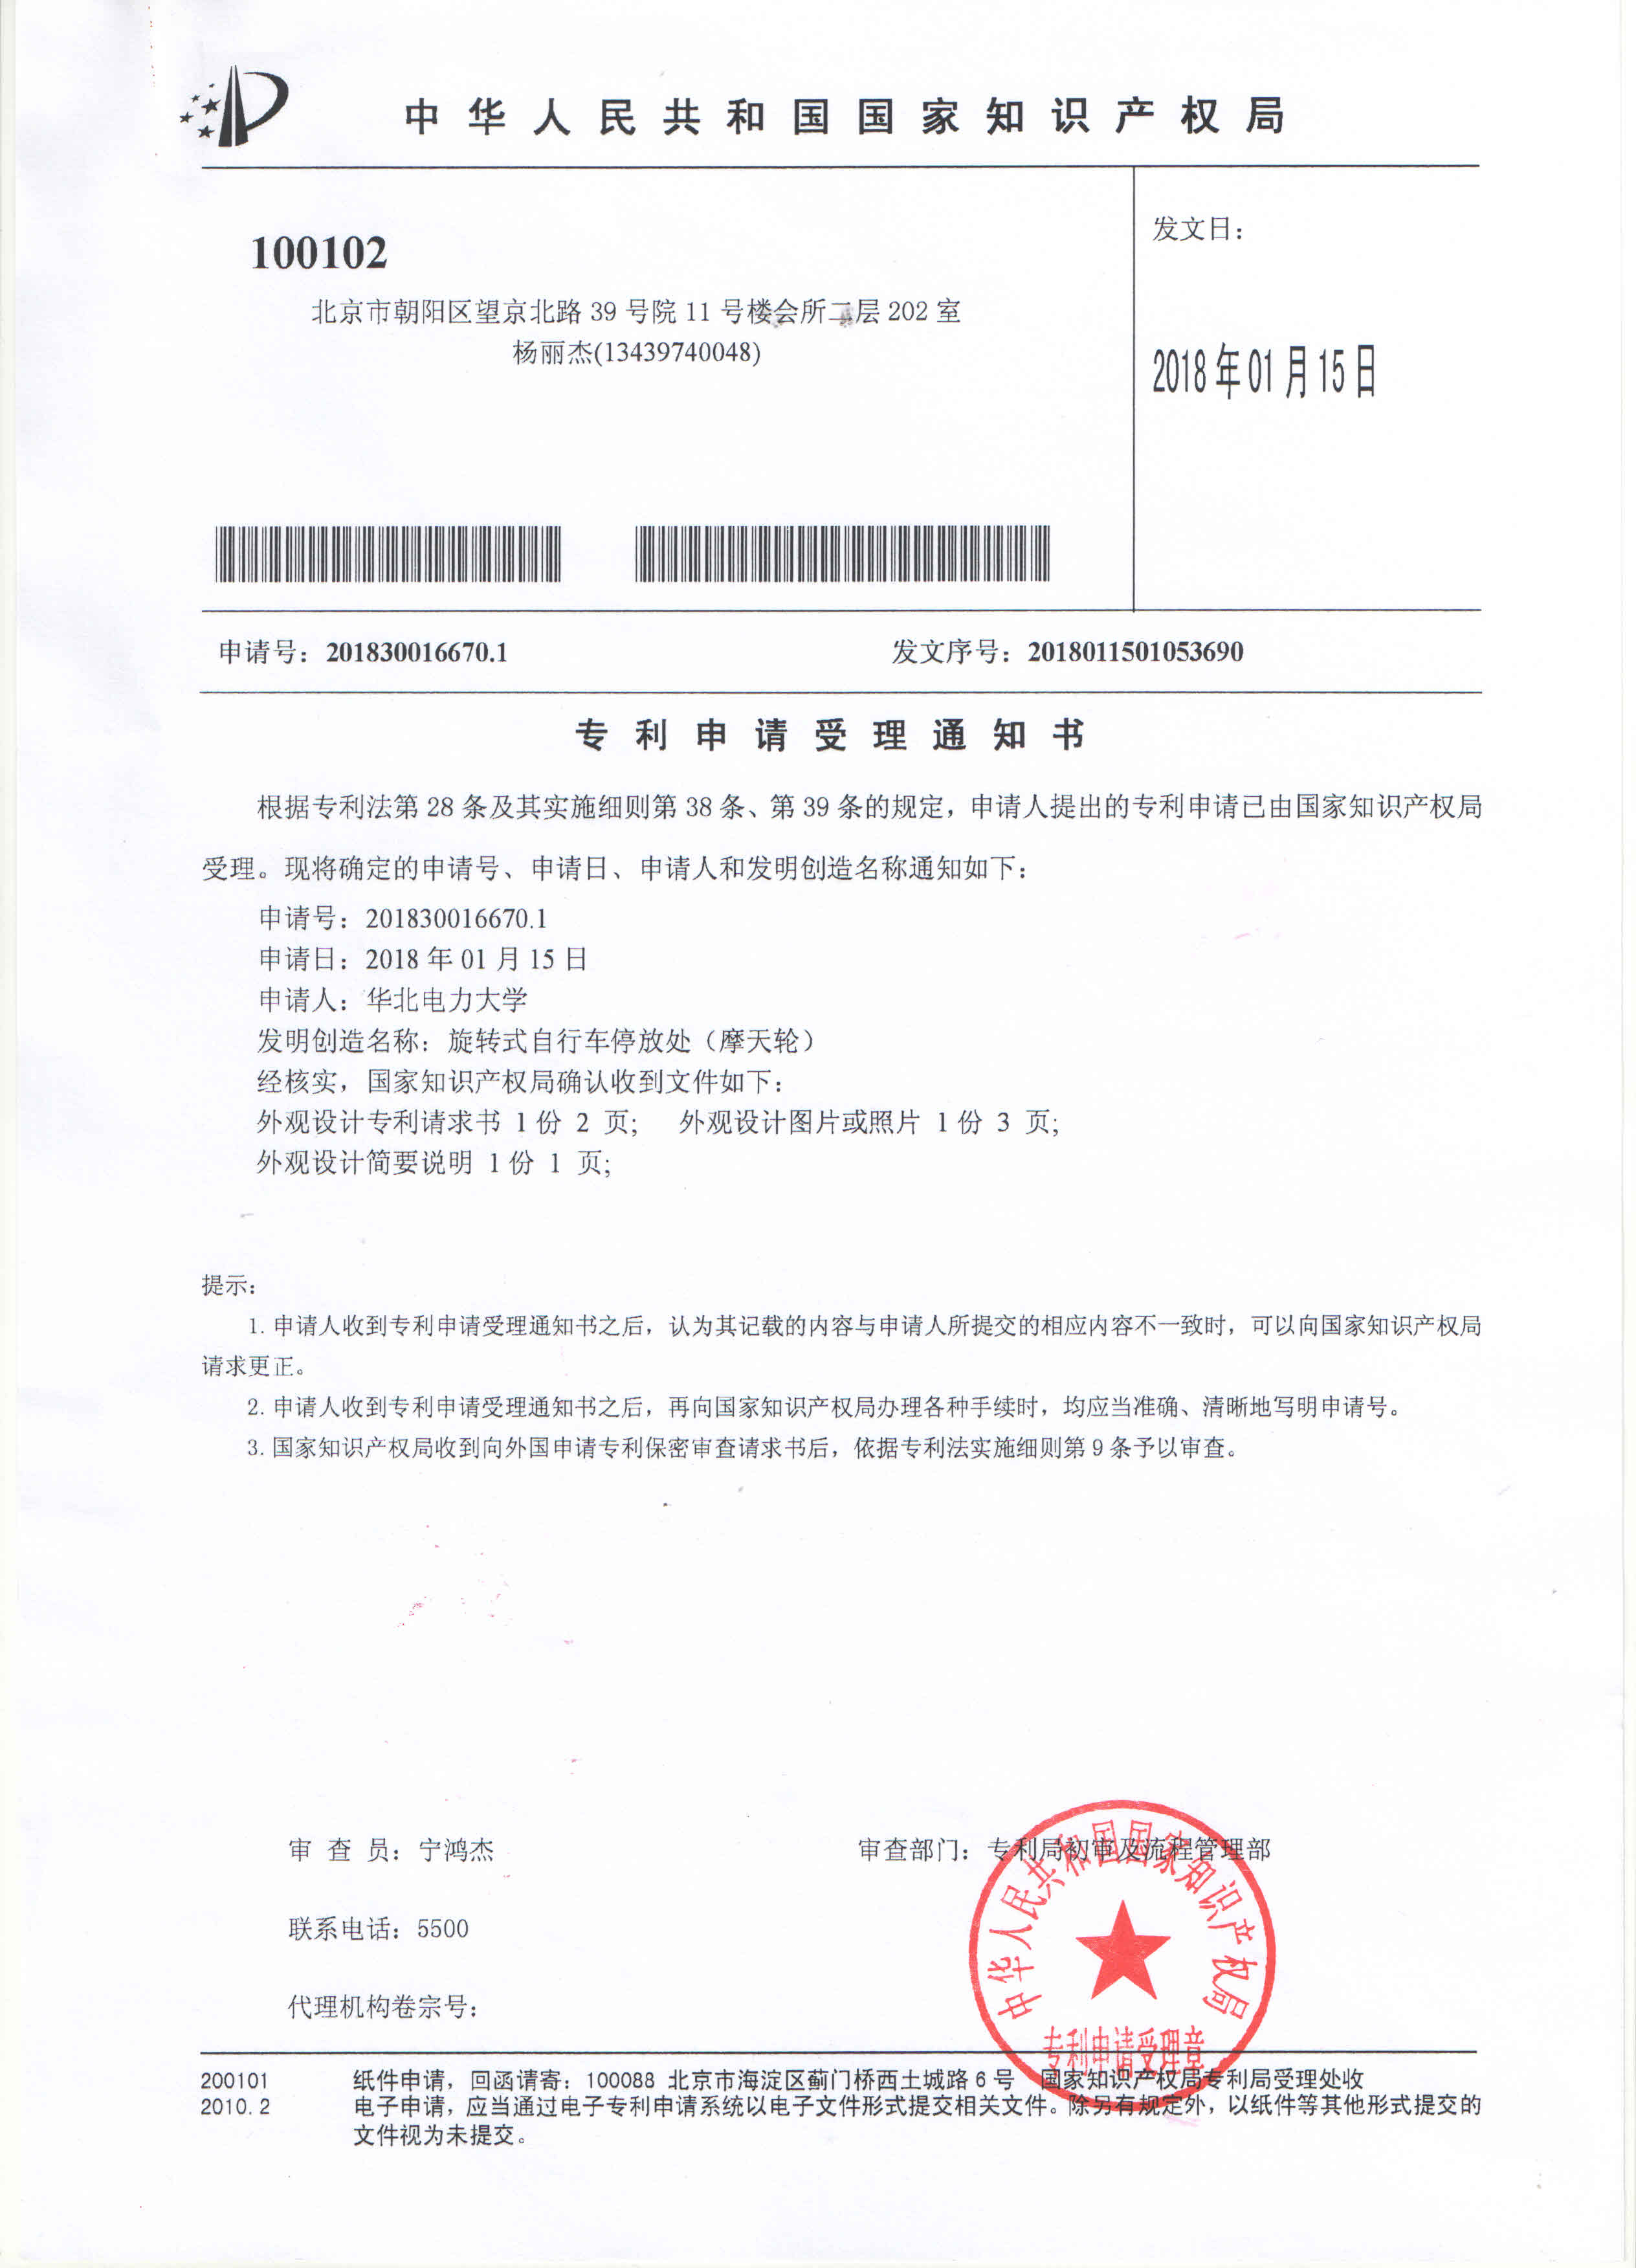 中华人民共和国国家知识产权局
100102
北京市朝阳区望京北路 39 号院 11 号楼会所二层 202 室
杨丽杰(13439740048)
发文日：
2018 年 01 月 15 日
申请号：201830016670.1
发文序号：2018011501053690
专利申请受理通知书
根据专利法第 28 条及其实施细则第 38 条、第 39 条的规定，申请人提出的专利申请已由国家知识产权局
受理。现将确定的申请号、申请日、申请人和发明创造名称通知如下：
申请号：201830016670.1
申请日：2018 年 01 月 15 日
申请人：华北电力大学
发明创造名称：旋转式自行车停放处（摩天轮）
经核实，国家知识产权局确认收到文件如下：
外观设计专利请求书 1 份 2 页; 外观设计图片或照片 1 份 3 页;
外观设计简要说明 1 份 1 页;
提示：
1. 申请人收到专利申请受理通知书之后，认为其记载的内容与申请人所提交的相应内容不一致时，可以向国家知识产权局
请求更正。
2. 申请人收到专利申请受理通知书之后，再向国家知识产权局办理各种手续时，均应当准确、清晰地写明申请号。
3. 国家知识产权局收到向外国申请专利保密审查请求书后，依据专利法实施细则第 9 条予以审查。
审 查 员：宁鸿杰
审查部门：专利局初审及流程管理部
联系电话：5500
代理机构卷宗号：
中华人民共和国国家知识产权局
专利申请受理章
200101
2010.2
纸件申请，回函请寄：100088 北京市海淀区蓟门桥西土城路 6 号 国家知识产权局专利局受理处收
电子申请，应当通过电子专利申请系统以电子文件形式提交相关文件。除另有规定外，以纸件等其他形式提交的
文件视为未提交。